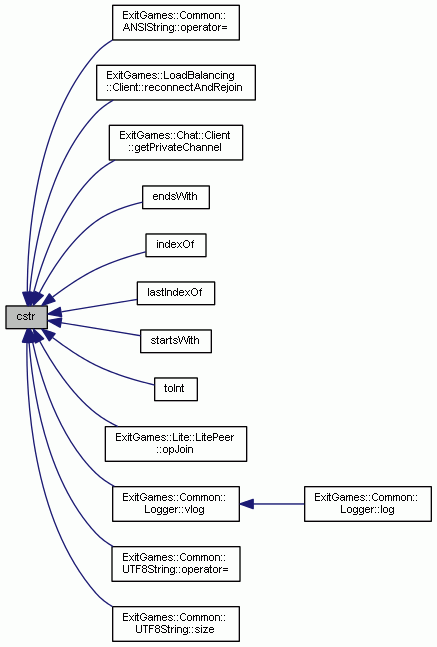 ExitGames::Common::
ANSIString::operator=
ExitGames::LoadBalancing
::Client::reconnectAndRejoin
ExitGames::Chat::Client
::getPrivateChannel
endsWith
indexOf
lastIndexOf
cstr
startsWith
toInt
ExitGames::Lite::LitePeer
::opJoin
ExitGames::Common::
Logger::vlog
ExitGames::Common::
Logger::log
ExitGames::Common::
UTF8String::operator=
ExitGames::Common::
UTF8String::size